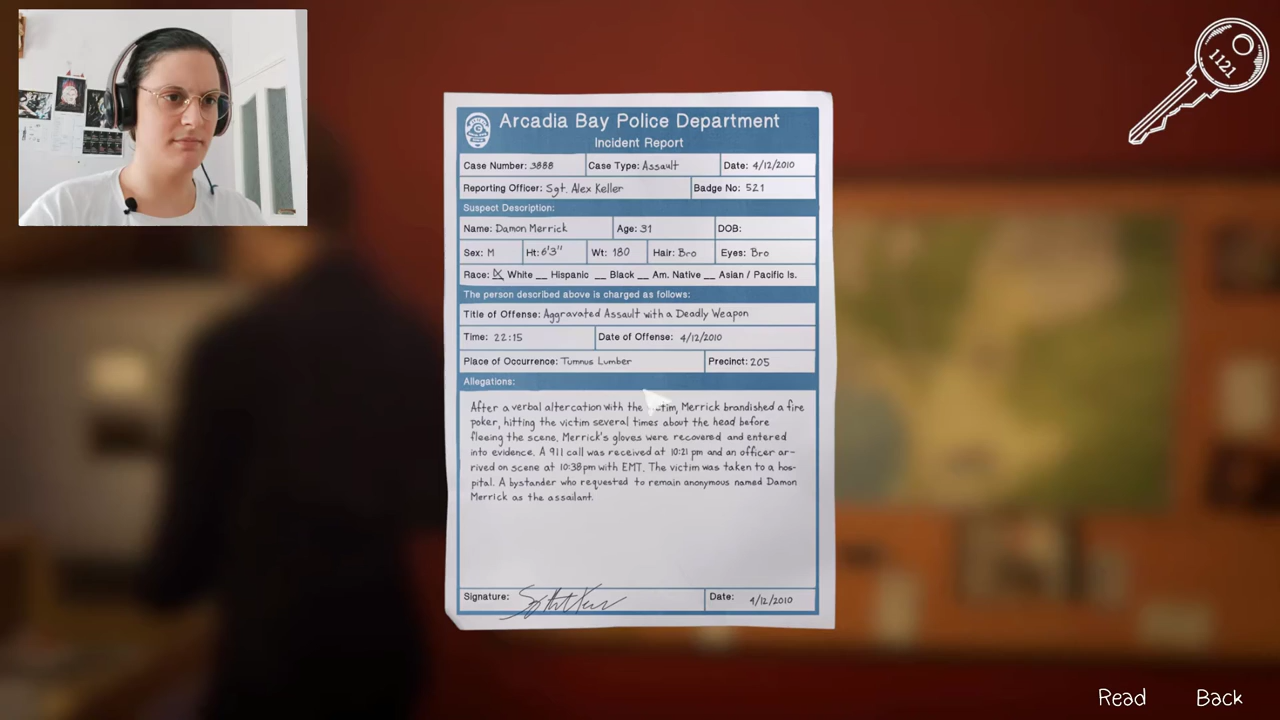 1121
Arcadia Bay Police Department
Incident Report
Case Number: 3888 Case Type: Assault Date: 4/12/2010
Reporting Officer: Sgt. Alex Keller Badge No: 521
Suspect Description:
Name: Damon Merrick Age: 31 DOB:
Sex: M Ht: 6'3" Wt: 180 Hair: Bro Eyes: Bro
Race: X White __ Hispanic __ Black __ Am. Native __ Asian / Pacific Is.
The person described above is charged as follows:
Title of Offense: Aggravated Assault with a Deadly Weapon
Time: 22:15 Date of Offense: 4/12/2010
Place of Occurrence: Tumnus Lumber Precinct: 205
Allegations:
After a verbal altercation with the victim, Merrick brandished a fire
poker, hitting the victim several times about the head before
fleeing the scene. Merrick's gloves were recovered and entered
into evidence. A 911 call was received at 10:21 pm and an officer ar-
rived on scene at 10:38pm with EMT. The victim was taken to a hos-
pital. A bystander who requested to remain anonymous named Damon
Merrick as the assailant.
Signature: Date: 4/12/2010
Read Back